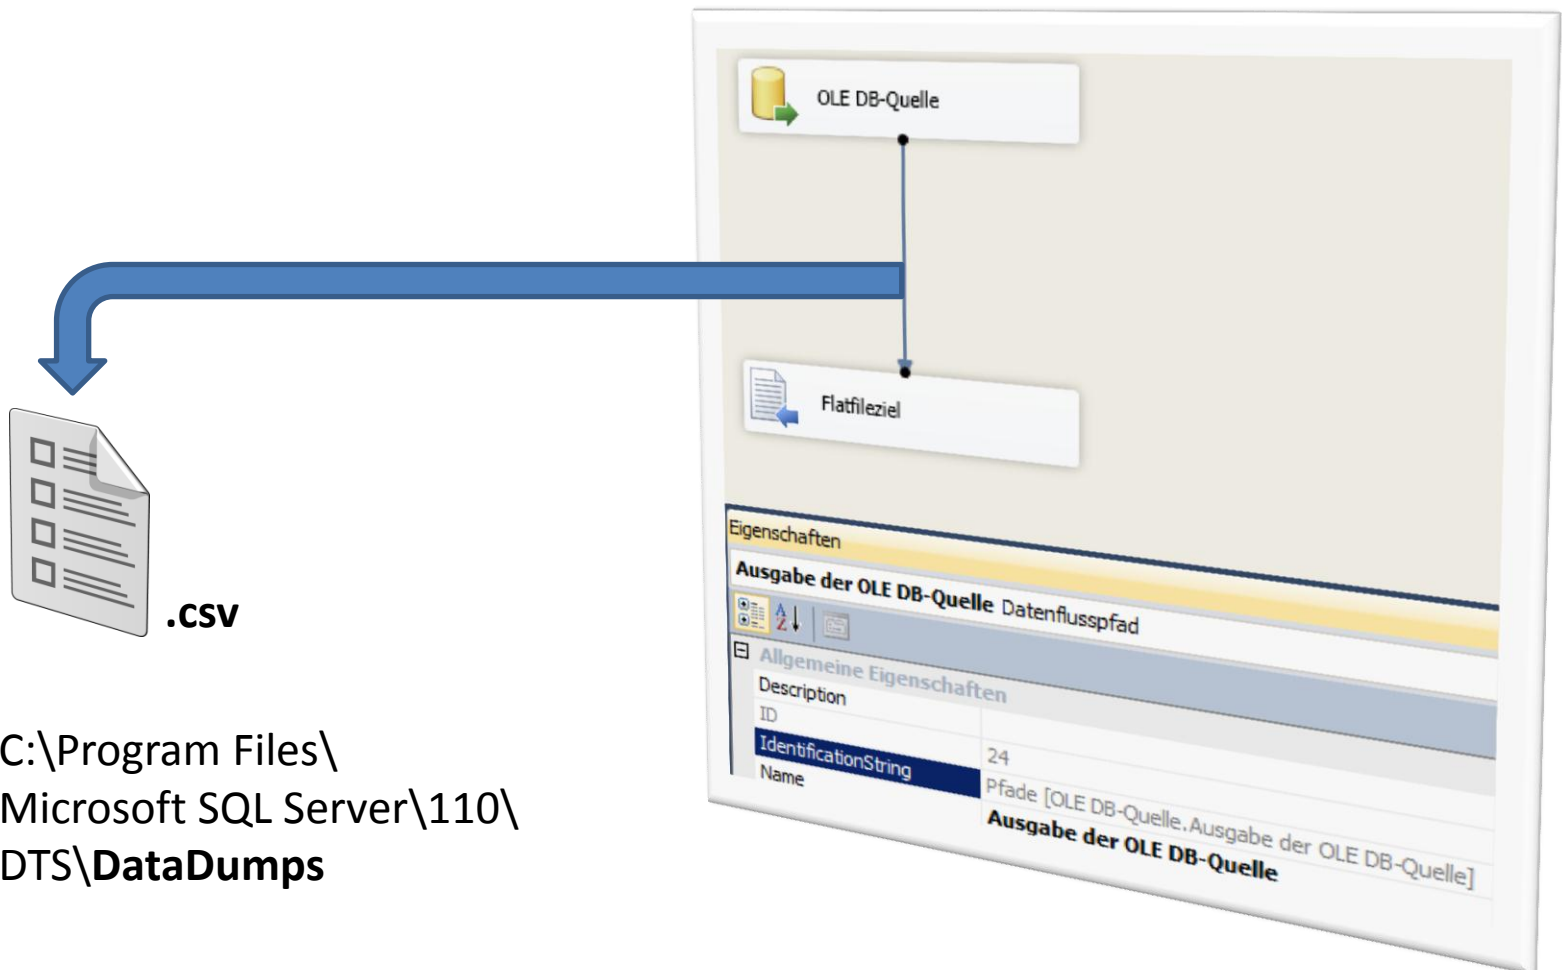 OLE DB-Quelle
Flatfileziel
.csv
C:\Program Files\
Microsoft SQL Server\110\
DTS\DataDumps
Eigenschaften
Ausgabe der OLE DB-Quelle Datenflusspfad
Allgemeine Eigenschaften
Description
ID 24
IdentificationString Pfade [OLE DB-Quelle.Ausgabe der OLE DB-Quelle]
Name Ausgabe der OLE DB-Quelle